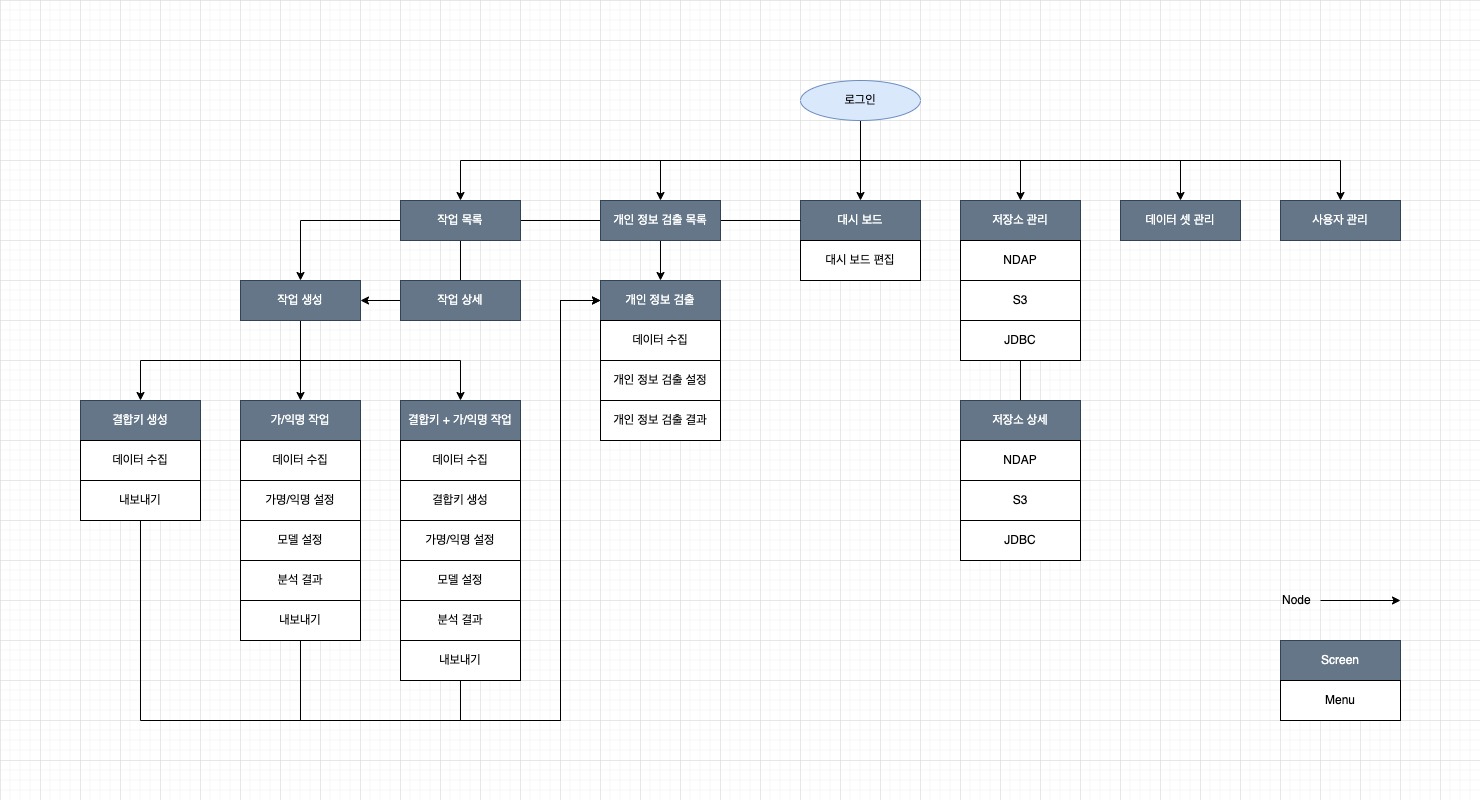 로그인
작업 목록
개인 정보 검출 목록
대시 보드
저장소 관리
데이터 셋 관리
사용자 관리
대시 보드 편집
NDAP
S3
JDBC
작업 생성
작업 상세
개인 정보 검출
데이터 수집
개인 정보 검출 설정
개인 정보 검출 결과
결합키 생성
데이터 수집
내보내기
가/익명 작업
데이터 수집
가명/익명 설정
모델 설정
분석 결과
내보내기
결합키 + 가/익명 작업
데이터 수집
결합키 생성
가명/익명 설정
모델 설정
분석 결과
내보내기
저장소 상세
NDAP
S3
JDBC
Node
Screen
Menu